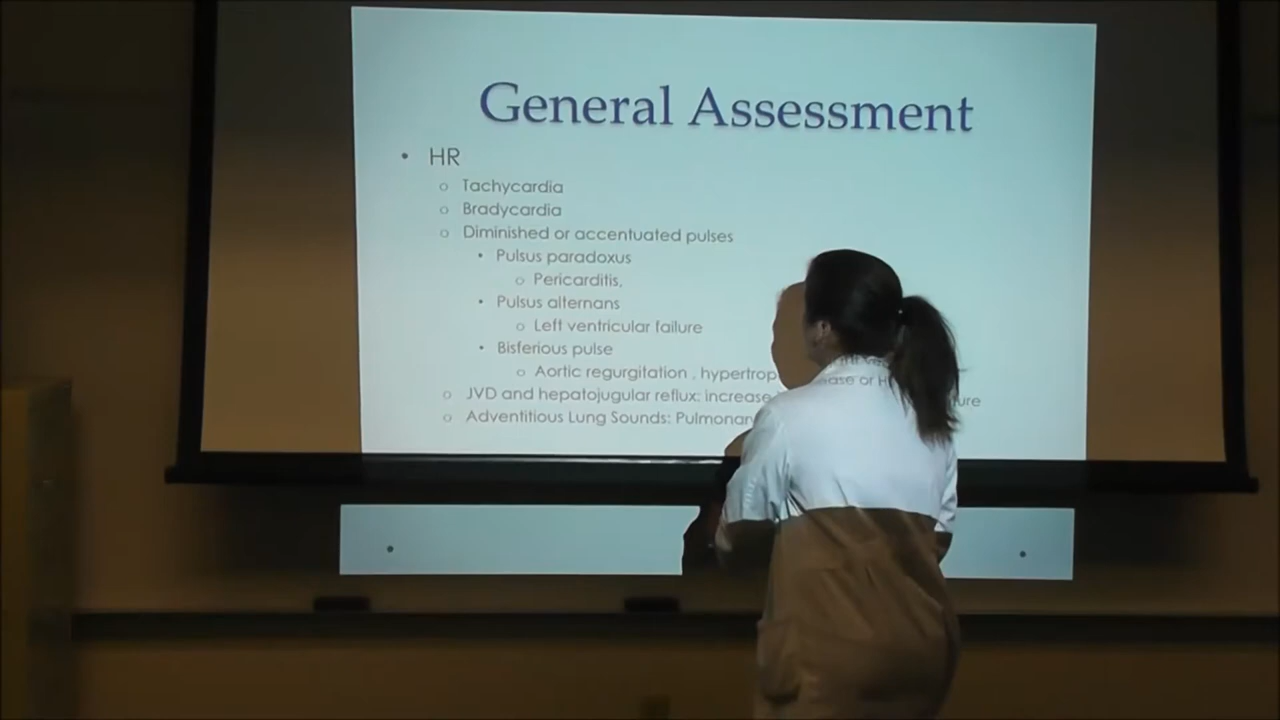 General Assessment
• HR
o Tachycardia
o Bradycardia
o Diminished or accentuated pulses
• Pulsus paradoxus
o Pericarditis,
• Pulsus alternans
o Left ventricular failure
• Bisferious pulse
o Aortic regurgitation , hypertrop
o JVD and hepatojugular reflux: increase
o Adventitious Lung Sounds: Pulmonar